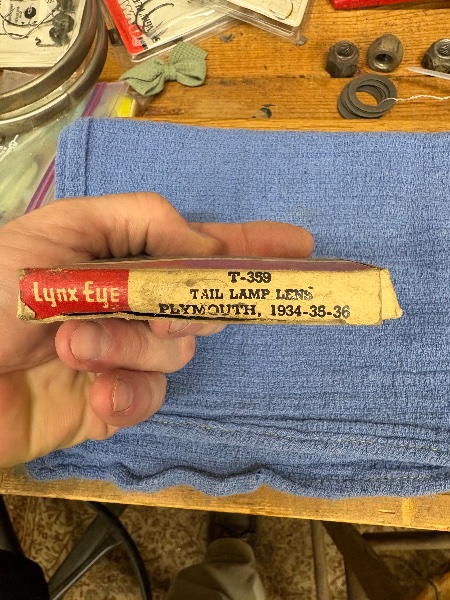 Lynx Eye
T-359
TAIL LAMP LENS
PLYMOUTH, 1934-35-36